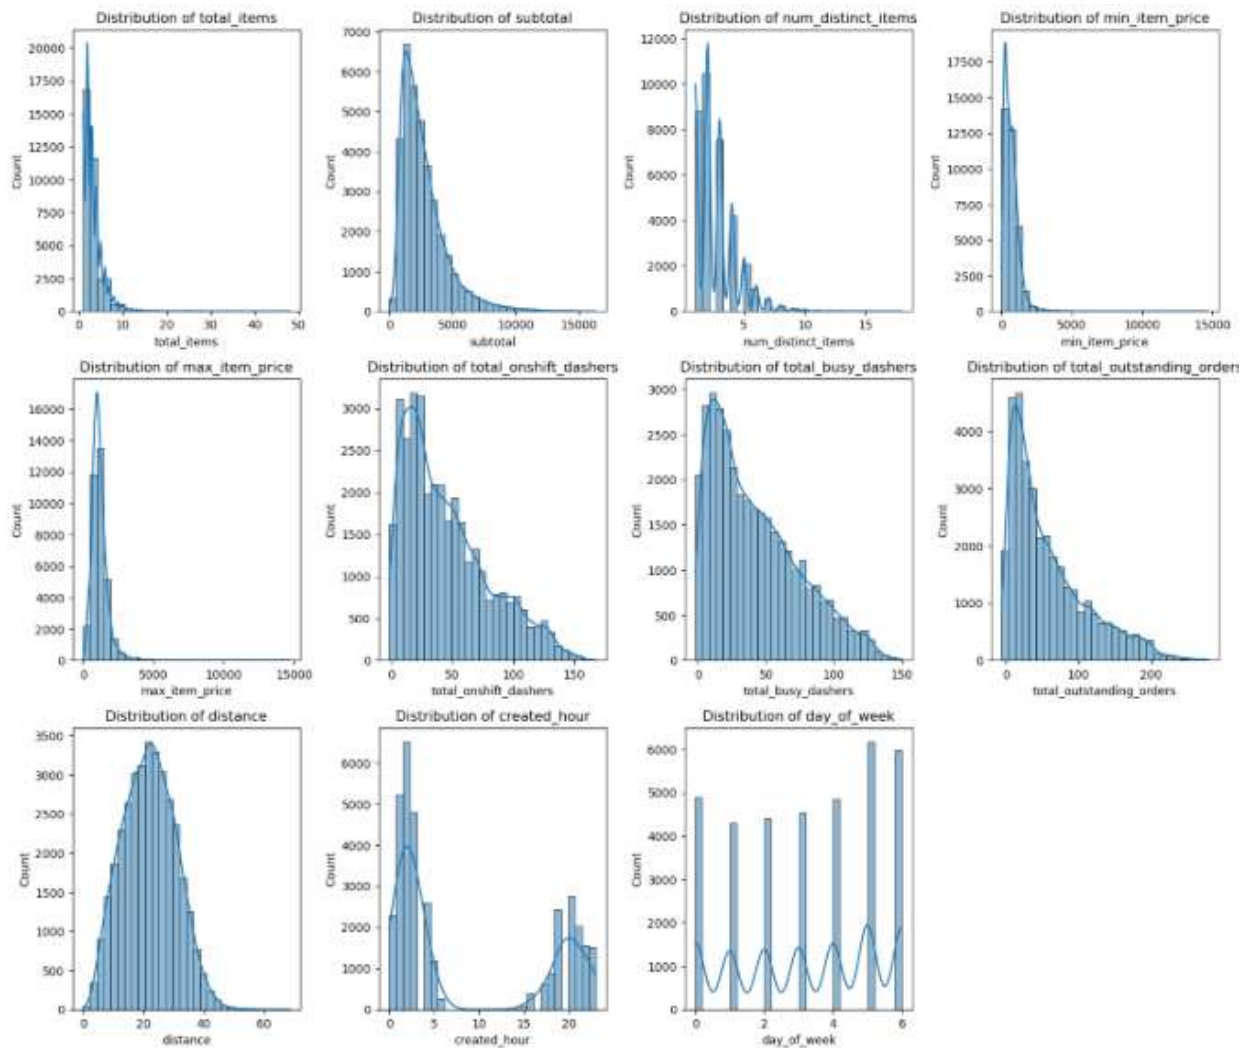 Distribution of total_items
Distribution of subtotal
Distribution of num_distinct_items
Distribution of min_item_price
20000
17500
15000
12500
10000
7500
5000
2500
0
Count
0 10 20 30 40 50
total_items
7000
6000
5000
4000
3000
2000
1000
0
Count
0 5000 10000 15000
subtotal
12000
10000
8000
6000
4000
2000
0
Count
5 10 15
num_distinct_items
17500
15000
12500
10000
7500
5000
2500
0
Count
0 5000 10000 15000
min_item_price
Distribution of max_item_price
Distribution of total_onshift_dashers
Distribution of total_busy_dashers
Distribution of total_outstanding_orders
16000
14000
12000
10000
8000
6000
4000
2000
0
Count
0 5000 10000 15000
max_item_price
3000
2500
2000
1500
1000
500
0
Count
0 50 100 150
total_onshift_dashers
3000
2500
2000
1500
1000
500
0
Count
0 50 100 150
total_busy_dashers
4000
3000
2000
1000
0
Count
0 100 200
total_outstanding_orders
Distribution of distance
Distribution of created_hour
Distribution of day_of_week
3500
3000
2500
2000
1500
1000
500
0
Count
0 20 40 60
distance
6000
5000
4000
3000
2000
1000
0
Count
0 5 10 15 20
created_hour
6000
5000
4000
3000
2000
1000
0
Count
0 2 4 6
day_of_week